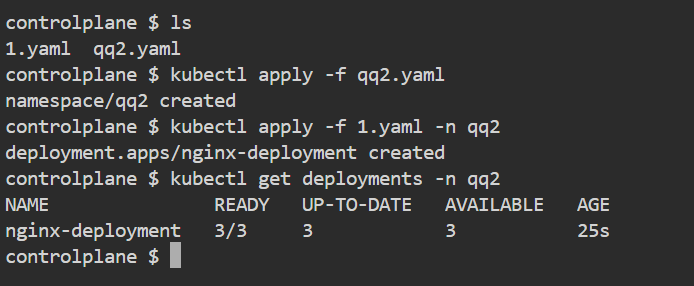 controlplane $ ls
1.yaml  qq2.yaml
controlplane $ kubectl apply -f qq2.yaml
namespace/qq2 created
controlplane $ kubectl apply -f 1.yaml -n qq2
deployment.apps/nginx-deployment created
controlplane $ kubectl get deployments -n qq2
NAME               READY   UP-TO-DATE   AVAILABLE   AGE
nginx-deployment   3/3     3            3           25s
controlplane $